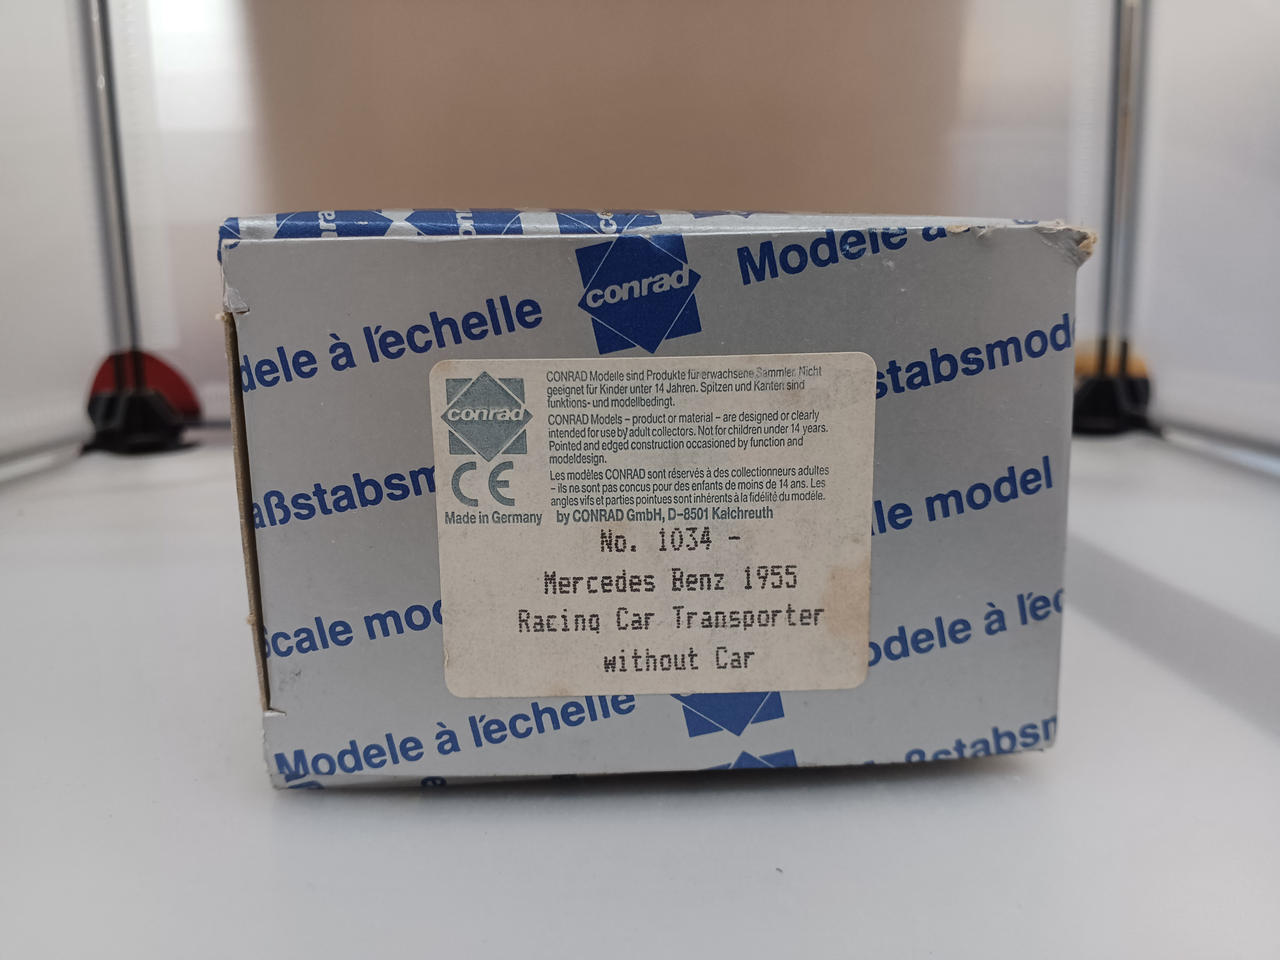 conrad
Modele à
dele à l'echelle
stabsmod
aßstabsm
le model
cale mo
odele à l'ec
Modele à l'echelle
ßstabsm
conrad
CE
Made in Germany
CONRAD Modelle sind Produkte für erwachsene Sammler. Nicht
geeignet für Kinder unter 14 Jahren. Spitzen und Kanten sind
funktions- und modellbedingt.
CONRAD Models – product or material – are designed or clearly
intended for use by adult collectors. Not for children under 14 years.
Pointed and edged construction occasioned by function and
modeldesign.
Les modèles CONRAD sont réservés à des collectionneurs adultes
– ils ne sont pas concus pour des enfants de moins de 14 ans. Les
angles vifs et parties pointues sont inhérents à la fidélité du modèle.
by CONRAD GmbH, D-8501 Kalchreuth
No. 1034 -
Mercedes Benz 1955
Racing Car Transporter
without Car